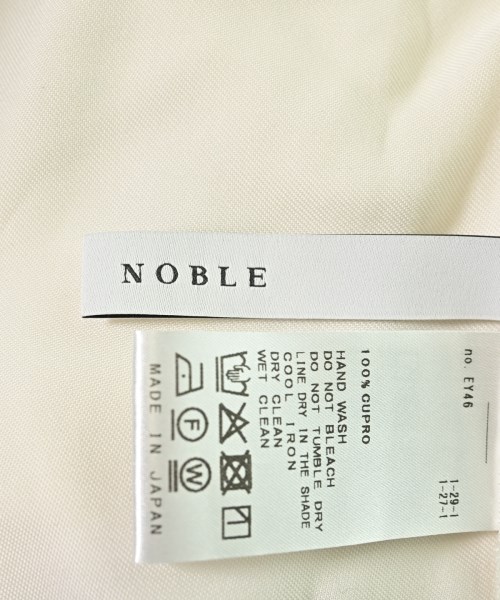 NOBLE
no. EY46
1-29-1
1-27-1
100% CUPRO
HAND WASH
DO NOT BLEACH
DO NOT TUMBLE DRY
LINE DRY IN THE SHADE
COOL IRON
DRY CLEAN
WET CLEAN
F
W
MADE IN JAPAN